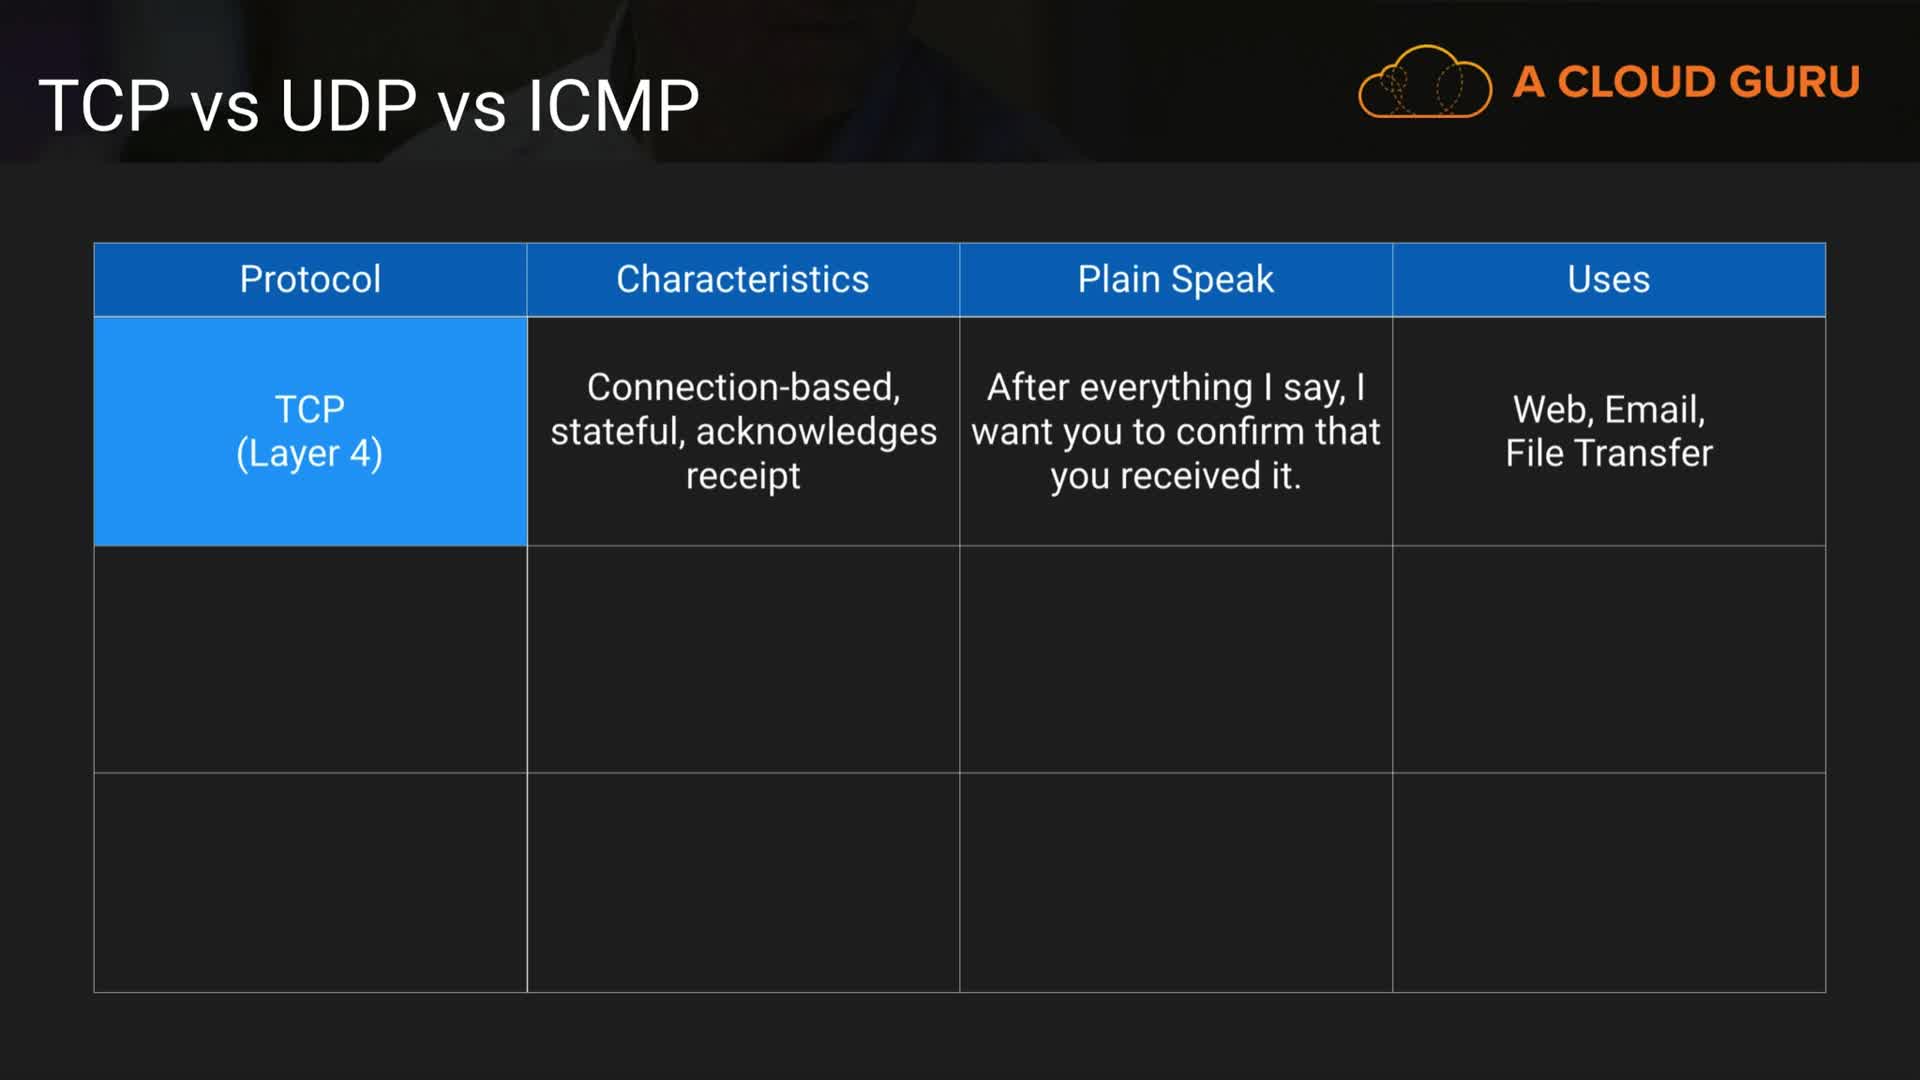 TCP vs UDP vs ICMP
A CLOUD GURU
Protocol
Characteristics
Plain Speak
Uses
TCP
(Layer 4)
Connection-based,
stateful, acknowledges
receipt
After everything I say, I
want you to confirm that
you received it.
Web, Email,
File Transfer